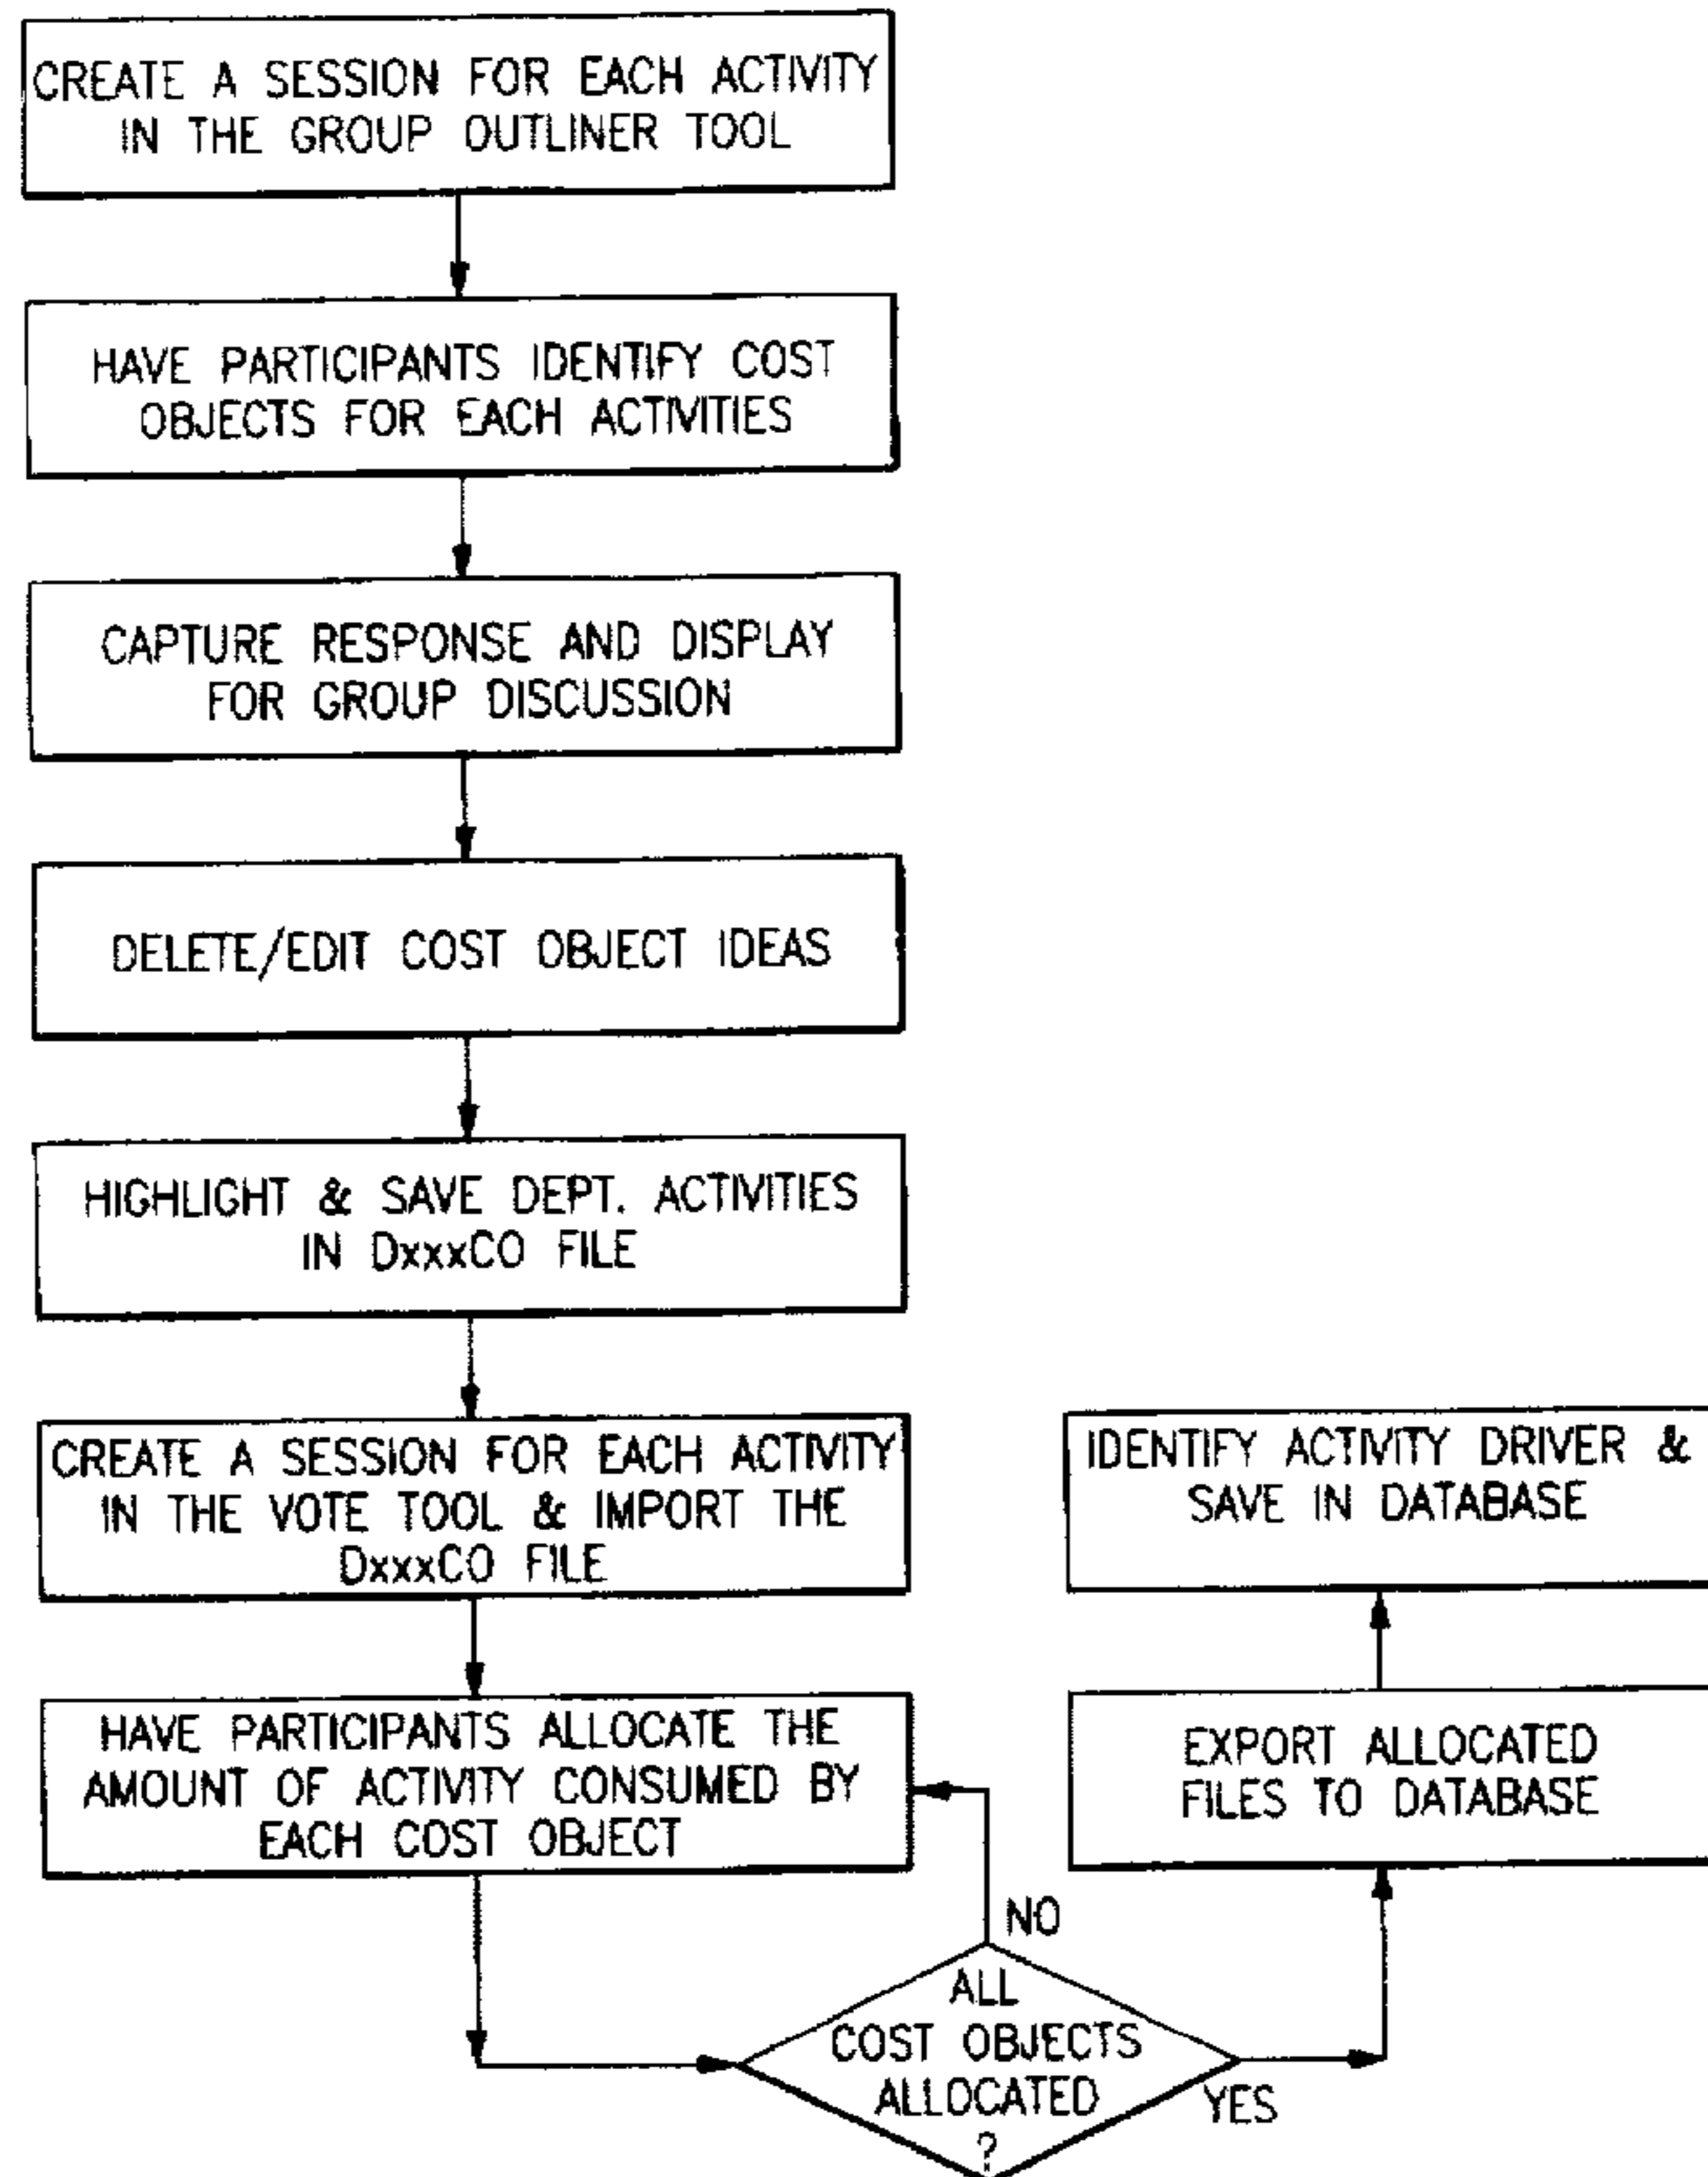 CREATE A SESSION FOR EACH ACTIVITY
IN THE GROUP OUTLINER TOOL
HAVE PARTICIPANTS IDENTIFY COST
OBJECTS FOR EACH ACTIVITIES
CAPTURE RESPONSE AND DISPLAY
FOR GROUP DISCUSSION
DELETE/EDIT COST OBJECT IDEAS
HIGHLIGHT & SAVE DEPT. ACTIVITIES
IN DxxxCO FILE
CREATE A SESSION FOR EACH ACTIVITY
IN THE VOTE TOOL & IMPORT THE
DxxxCO FILE
HAVE PARTICIPANTS ALLOCATE THE
AMOUNT OF ACTIVITY CONSUMED BY
EACH COST OBJECT
ALL
COST OBJECTS
ALLOCATED
?
NO
YES
EXPORT ALLOCATED
FILES TO DATABASE
IDENTIFY ACTIVITY DRIVER &
SAVE IN DATABASE